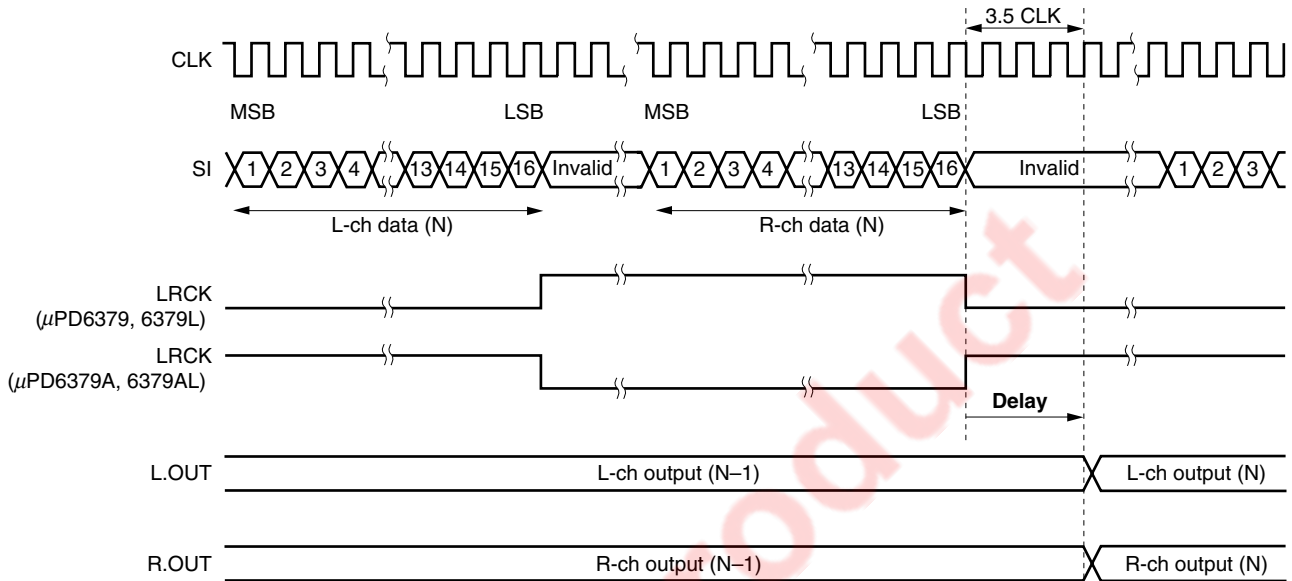 3.5 CLK
CLK
MSB LSB MSB LSB
SI 1 2 3 4 13 14 15 16 Invalid 1 2 3 4 13 14 15 16 Invalid 1 2 3
L-ch data (N) R-ch data (N)
LRCK
(μPD6379, 6379L)
LRCK
(μPD6379A, 6379AL)
Delay
L.OUT L-ch output (N–1) L-ch output (N)
R.OUT R-ch output (N–1) R-ch output (N)
roduct